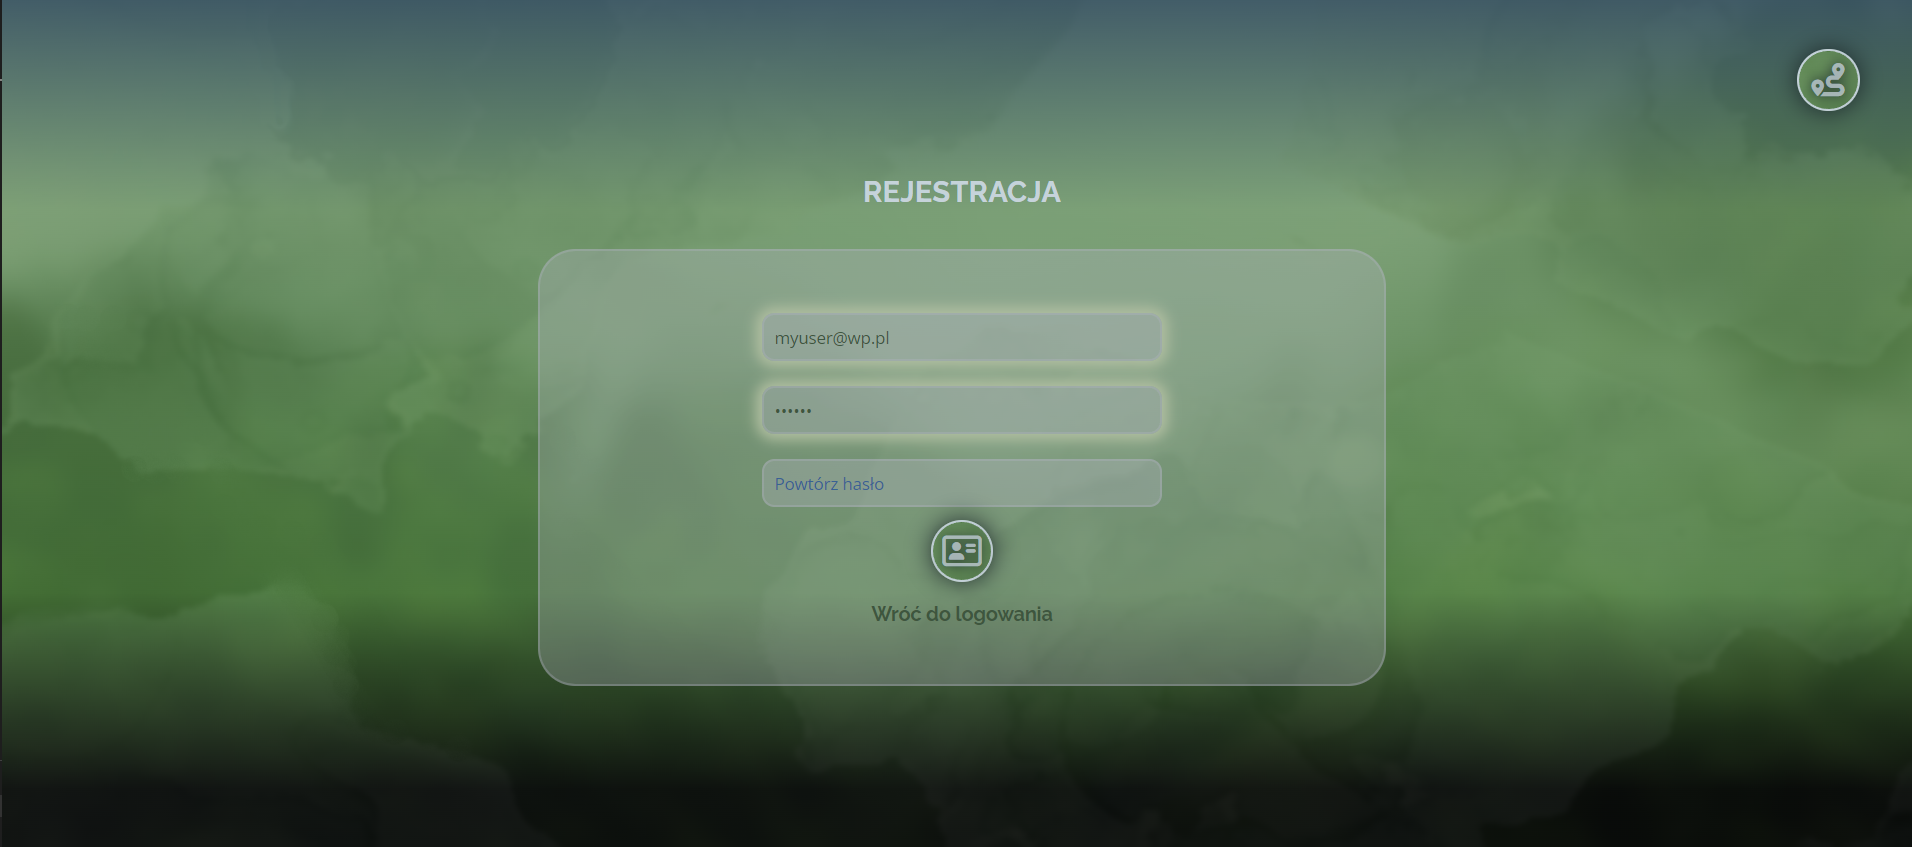 REJESTRACJA
myuser@wp.pl
••••••
Powtórz hasło
Wróć do logowania